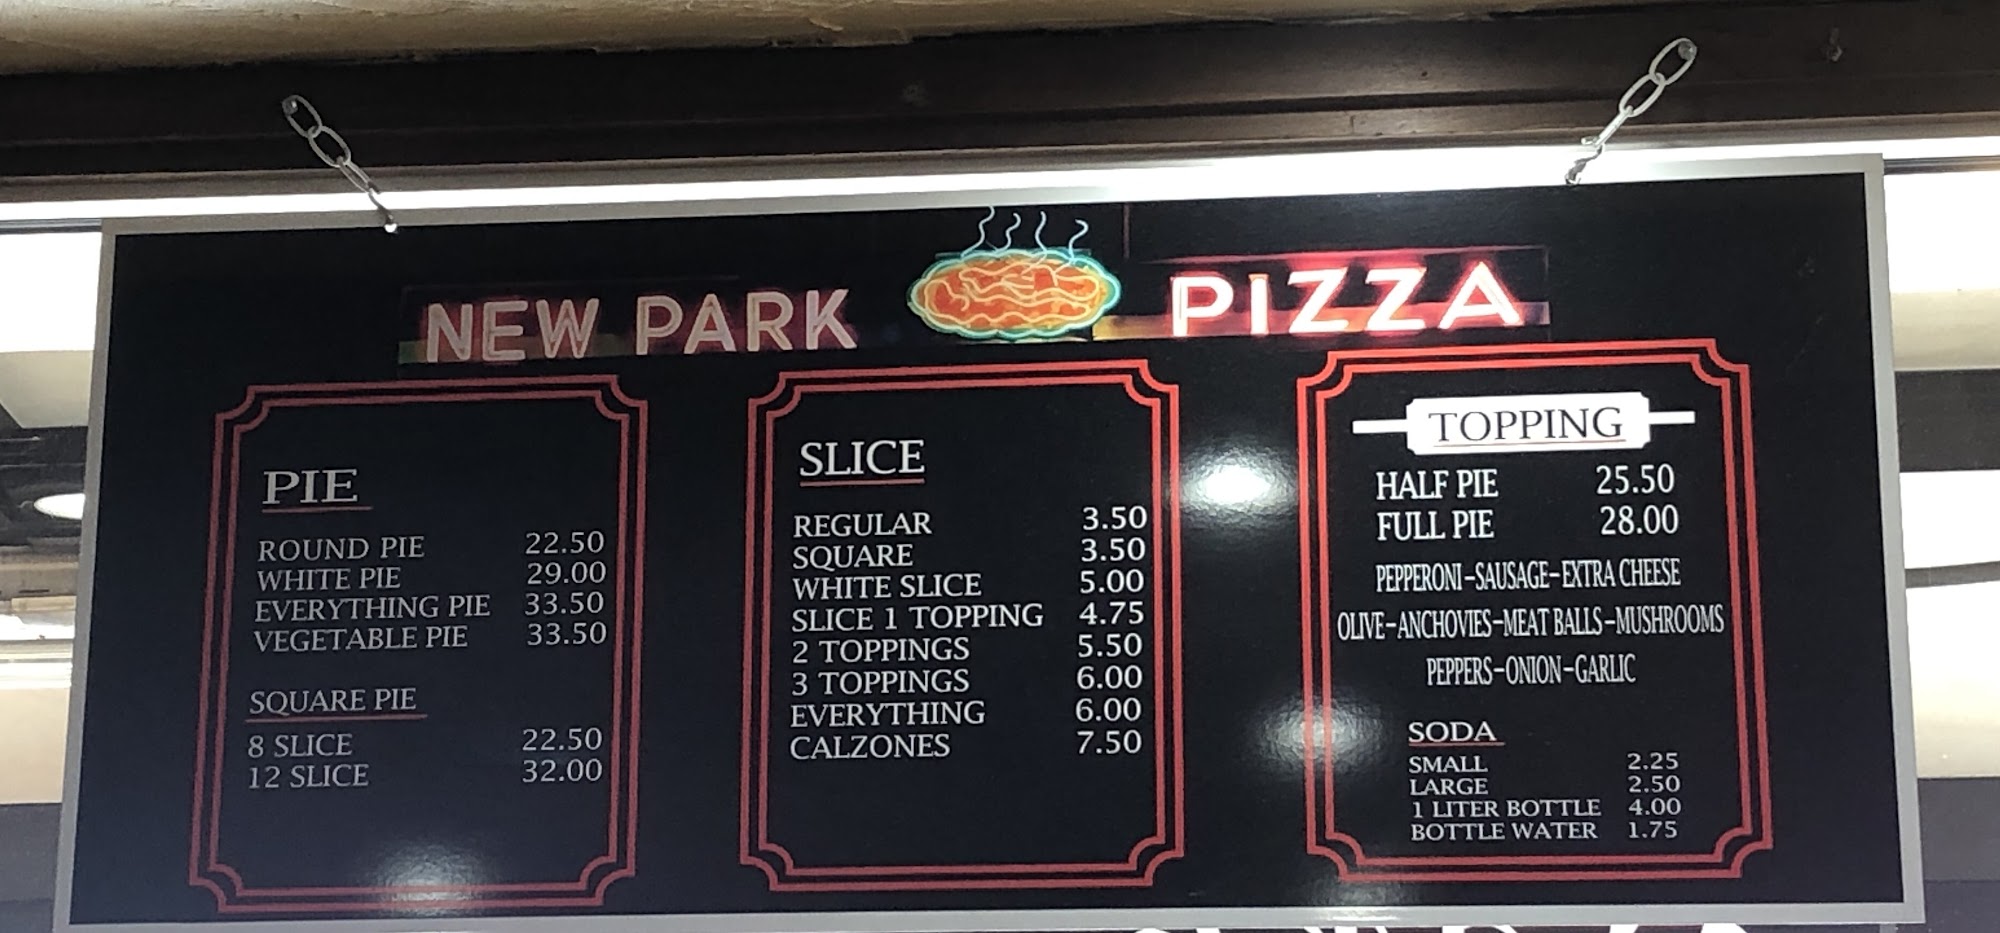 NEW PARK PIZZA
PIE
ROUND PIE 22.50
WHITE PIE 29.00
EVERYTHING PIE 33.50
VEGETABLE PIE 33.50
SQUARE PIE
8 SLICE 22.50
12 SLICE 32.00
SLICE
REGULAR 3.50
SQUARE 3.50
WHITE SLICE 5.00
SLICE 1 TOPPING 4.75
2 TOPPINGS 5.50
3 TOPPINGS 6.00
EVERYTHING 6.00
CALZONES 7.50
TOPPING
HALF PIE 25.50
FULL PIE 28.00
PEPPERONI-SAUSAGE-EXTRA CHEESE
OLIVE-ANCHOVIES-MEAT BALLS-MUSHROOMS
PEPPERS-ONION-GARLIC
SODA
SMALL 2.25
LARGE 2.50
1 LITER BOTTLE 4.00
BOTTLE WATER 1.75